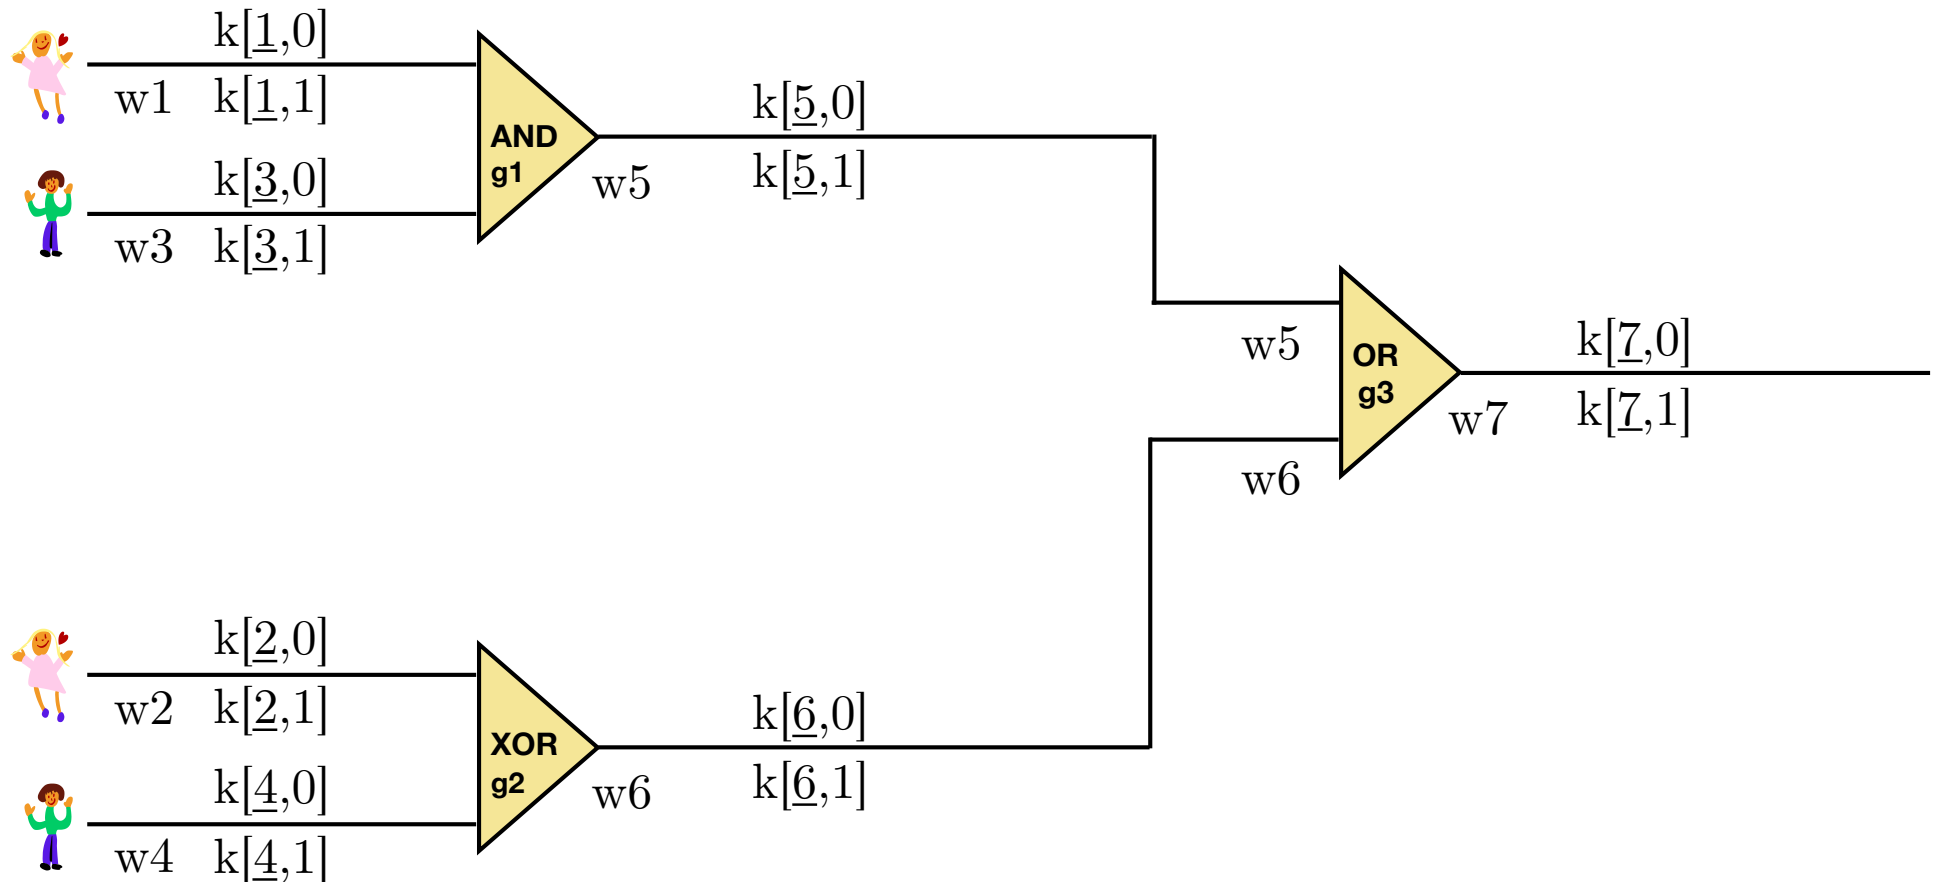 k[1,0]
w1 k[1,1]
k[3,0]
w3 k[3,1]
AND
g1
k[5,0]
w5 k[5,1]
w5
w6
OR
g3
k[7,0]
w7 k[7,1]
k[2,0]
w2 k[2,1]
k[4,0]
w4 k[4,1]
XOR
g2
k[6,0]
w6 k[6,1]